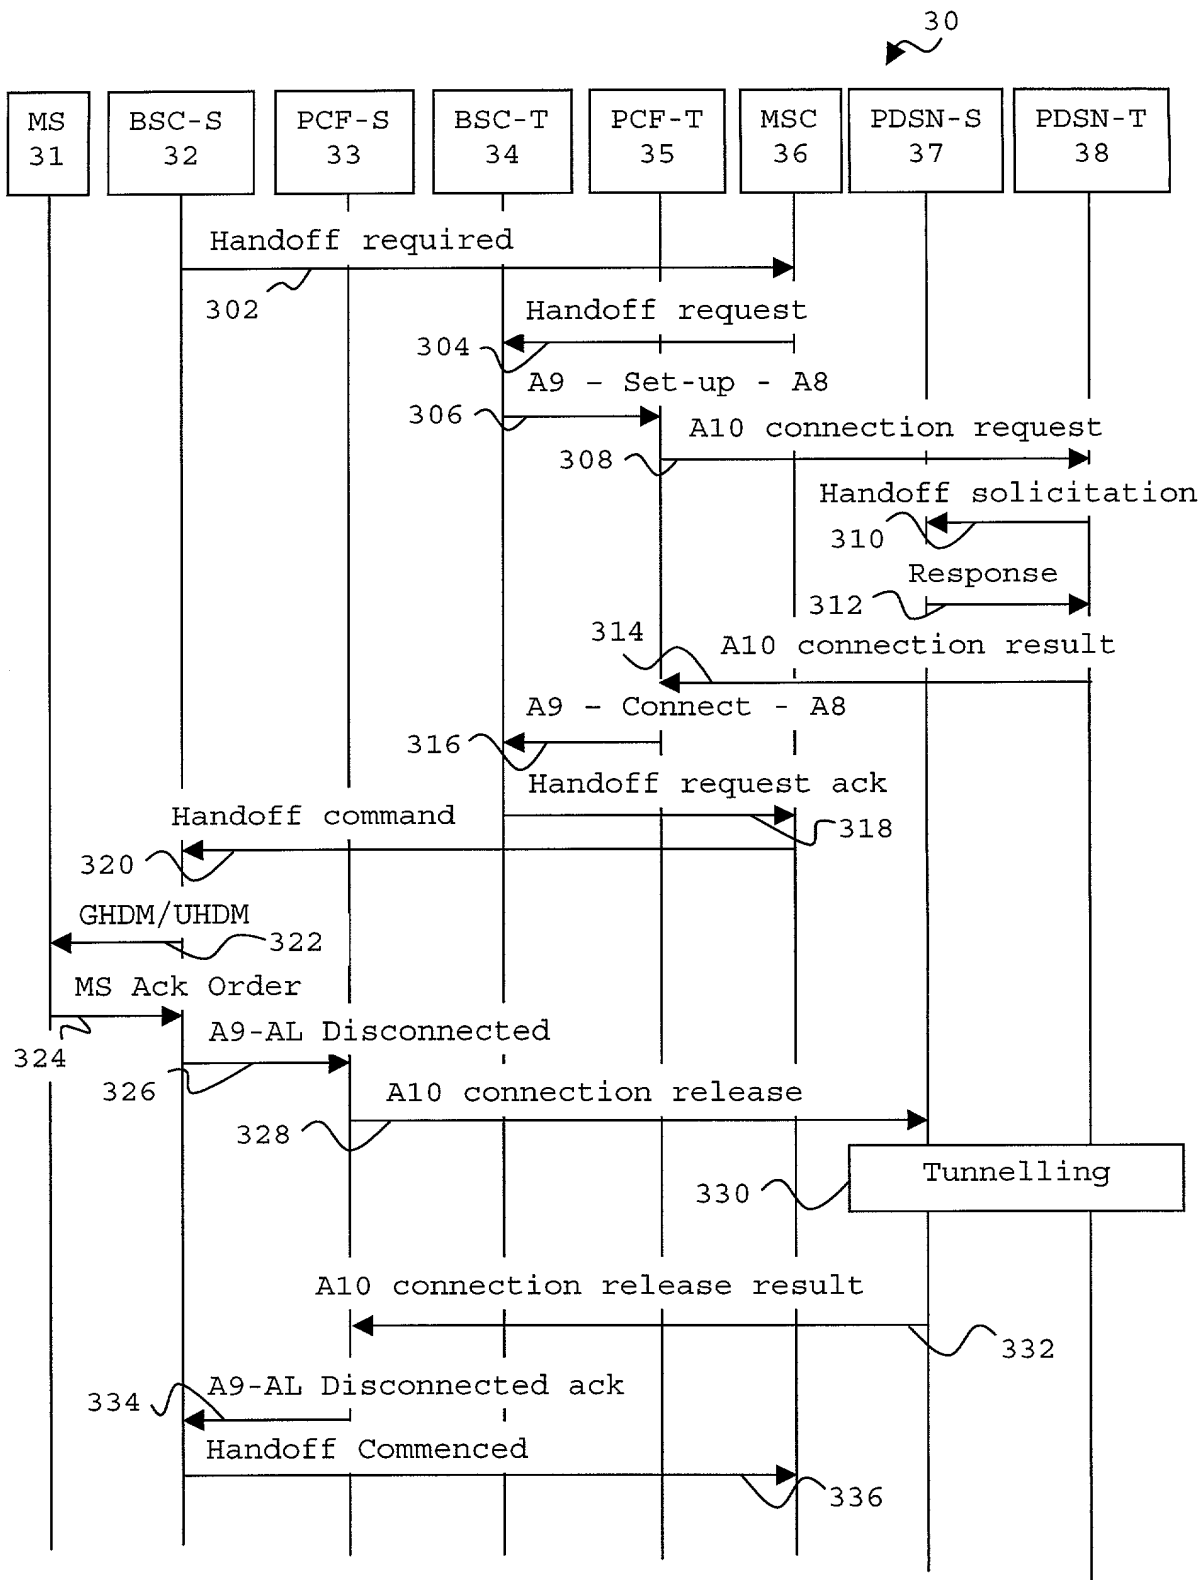 30
MS
31
BSC-S
32
PCF-S
33
BSC-T
34
PCF-T
35
MSC
36
PDSN-S
37
PDSN-T
38
Handoff required
302
Handoff request
304
A9 – Set-up - A8
306
A10 connection request
308
Handoff solicitation
310
Response
312
314
A10 connection result
A9 – Connect - A8
316
Handoff request ack
318
Handoff command
320
GHDM/UHDM
322
MS Ack Order
324
A9-AL Disconnected
326
A10 connection release
328
Tunnelling
330
A10 connection release result
332
A9-AL Disconnected ack
334
Handoff Commenced
336